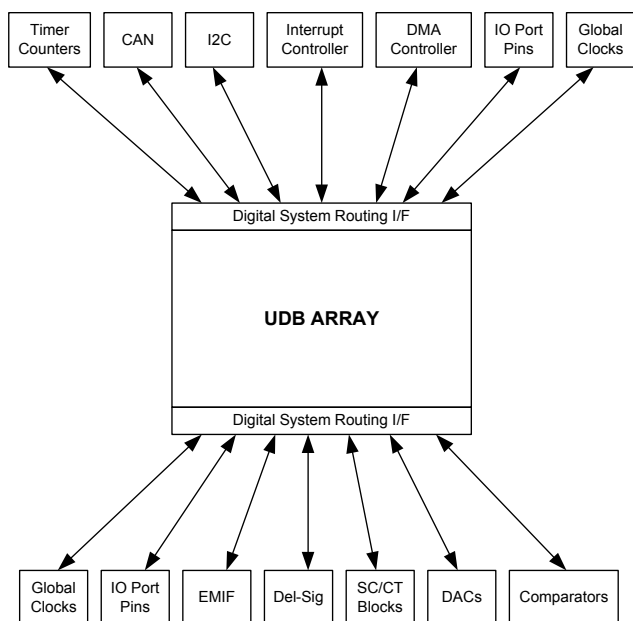 Timer
Counters
CAN
I2C
Interrupt
Controller
DMA
Controller
IO Port
Pins
Global
Clocks
Digital System Routing I/F
UDB ARRAY
Digital System Routing I/F
Global
Clocks
IO Port
Pins
EMIF
Del-Sig
SC/CT
Blocks
DACs
Comparators